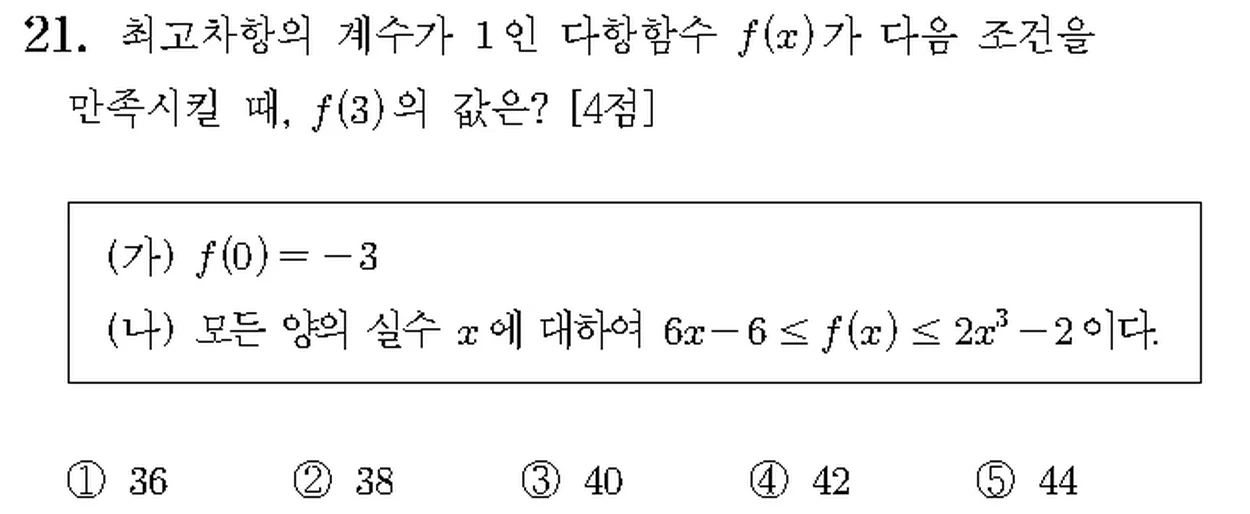 21. 최고차항의 계수가 1인 다항함수 f(x)가 다음 조건을
만족시킬 때, f(3)의 값은? [4점]
(가) f(0)= -3
(나) 모든 양의 실수 x에 대하여 6x-6 ≤ f(x) ≤ 2x³-2이다.
① 36 ② 38 ③ 40 ④ 42 ⑤ 44